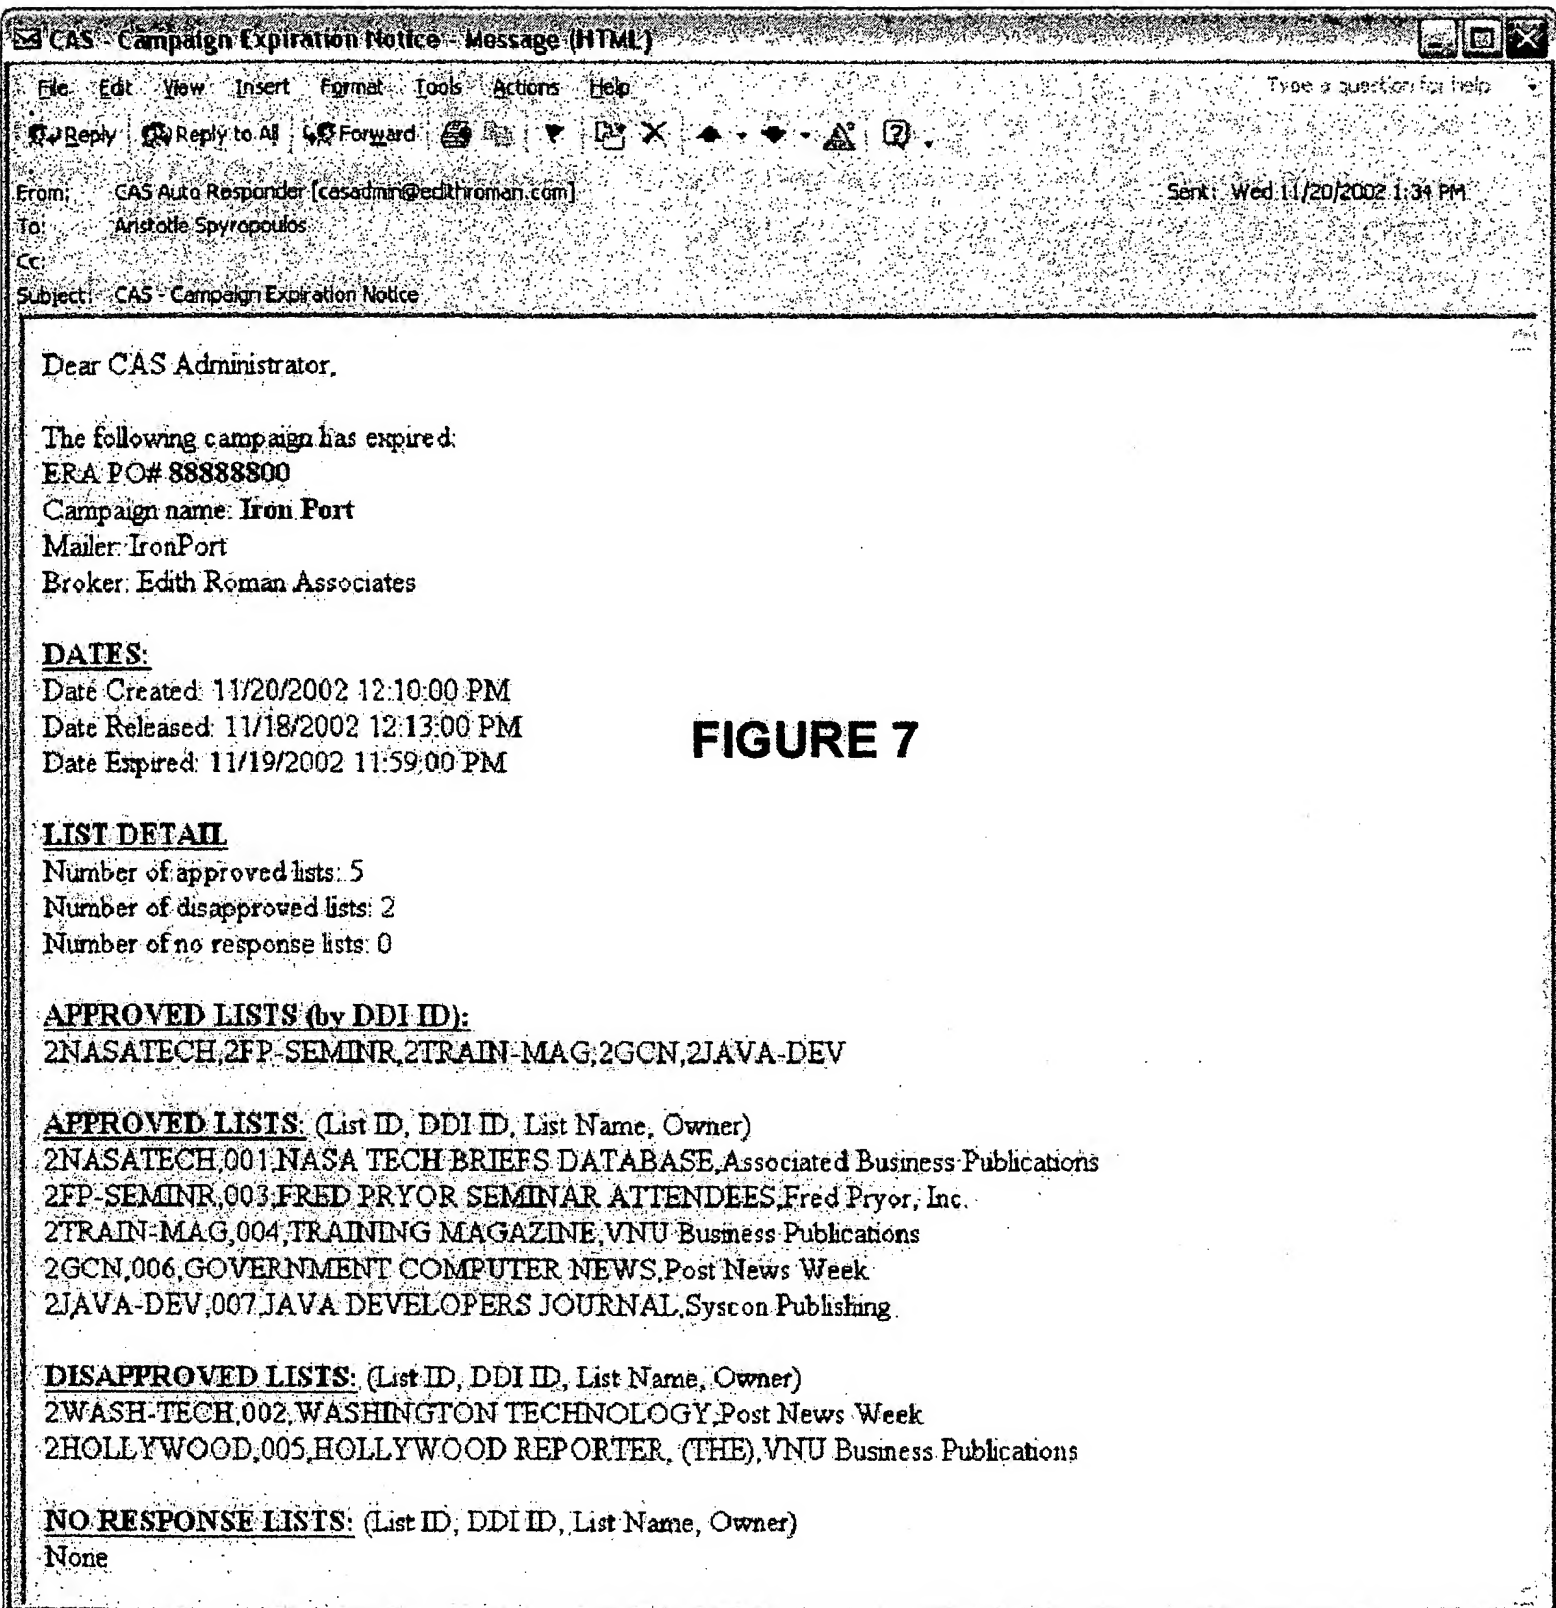 CAS - Campaign Expiration Notice - Message (HTML)
File Edit View Insert Format Tools Actions Help Type a question for help
Reply Reply to All Forward
From: CAS Auto Responder [casadmin@edithroman.com] Sent: Wed 11/20/2002 1:34 PM
To: Aristotle Spyropoulos
Cc:
Subject: CAS - Campaign Expiration Notice
Dear CAS Administrator,
The following campaign has expired:
ERA PO# 88888800
Campaign name: Iron Port
Mailer: IronPort
Broker: Edith Roman Associates
DATES:
Date Created: 11/20/2002 12:10:00 PM
Date Released: 11/18/2002 12:13:00 PM
Date Expired: 11/19/2002 11:59:00 PM
FIGURE 7
LIST DETAIL
Number of approved lists: 5
Number of disapproved lists: 2
Number of no response lists: 0
APPROVED LISTS (by DDI ID):
2NASATECH,2FP-SEMINR,2TRAIN-MAG,2GCN,2JAVA-DEV
APPROVED LISTS: (List ID, DDI ID, List Name, Owner)
2NASATECH,001,NASA TECH BRIEFS DATABASE,Associated Business Publications
2FP-SEMINR,003,FRED PRYOR SEMINAR ATTENDEES,Fred Pryor, Inc.
2TRAIN-MAG,004,TRAINING MAGAZINE,VNU Business Publications
2GCN,006,GOVERNMENT COMPUTER NEWS,Post News Week
2JAVA-DEV,007,JAVA DEVELOPERS JOURNAL,Syscon Publishing
DISAPPROVED LISTS: (List ID, DDI ID, List Name, Owner)
2WASH-TECH,002,WASHINGTON TECHNOLOGY,Post News Week
2HOLLYWOOD,005,HOLLYWOOD REPORTER, (THE),VNU Business Publications
NO RESPONSE LISTS: (List ID, DDI ID, List Name, Owner)
None